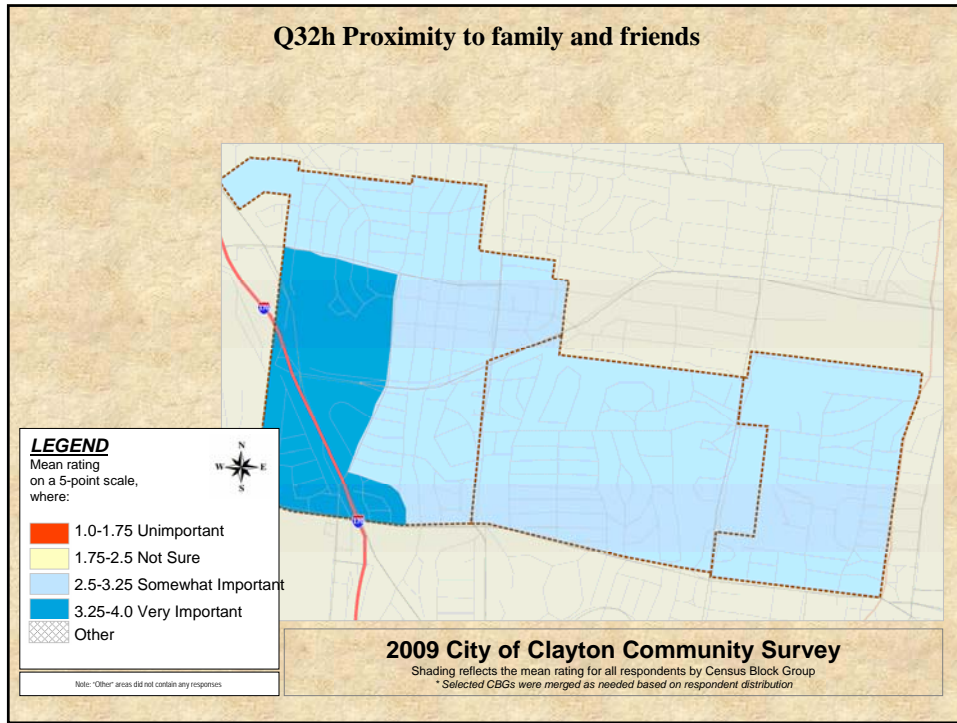 Q32h Proximity to family and friends
LEGEND
Mean rating
on a 5-point scale,
where:
N
W E
S
1.0-1.75 Unimportant
1.75-2.5 Not Sure
2.5-3.25 Somewhat Important
3.25-4.0 Very Important
Other
Note: "Other" areas did not contain any responses
2009 City of Clayton Community Survey
Shading reflects the mean rating for all respondents by Census Block Group
* Selected CBGs were merged as needed based on respondent distribution